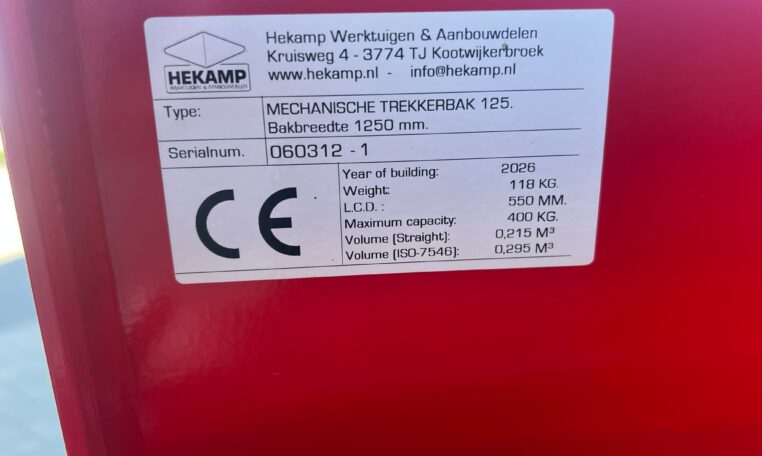 Hekamp Werktuigen & Aanbouwdelen
Kruisweg 4 - 3774 TJ Kootwijkerbroek
www.hekamp.nl - info@hekamp.nl
HEKAMP
WERKTUIGEN & AANBOUWDELEN
Type: MECHANISCHE TREKKERBAK 125.
Bakbreedte 1250 mm.
Serialnum. 060312 - 1
CE
Year of building: 2026
Weight: 118 KG.
L.C.D. : 550 MM.
Maximum capacity: 400 KG.
Volume (Straight): 0,215 M³
Volume (ISO-7546): 0,295 M³